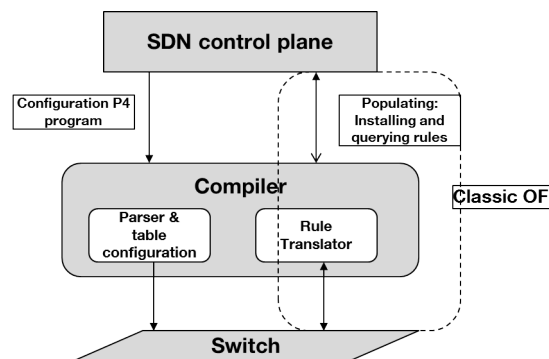 SDN control plane
Configuration P4
program
Populating:
Installing and
querying rules
Compiler
Classic OF
Parser &
table
configuration
Rule
Translator
Switch